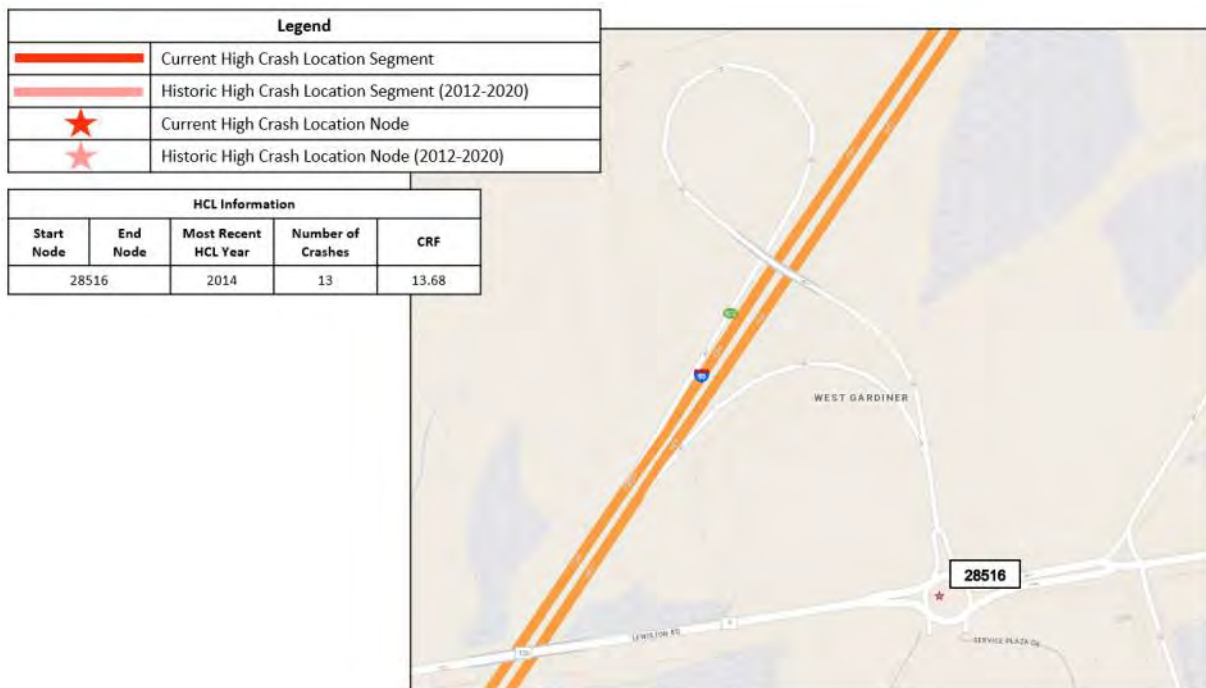 Legend
Current High Crash Location Segment
Historic High Crash Location Segment (2012-2020)
Current High Crash Location Node
Historic High Crash Location Node (2012-2020)
HCL Information
Start Node
End Node
Most Recent HCL Year
Number of Crashes
CRF
28516
2014
13
13.68
WEST GARDINER
28516
LEWISTON RD
SERVICE PLAZA DR